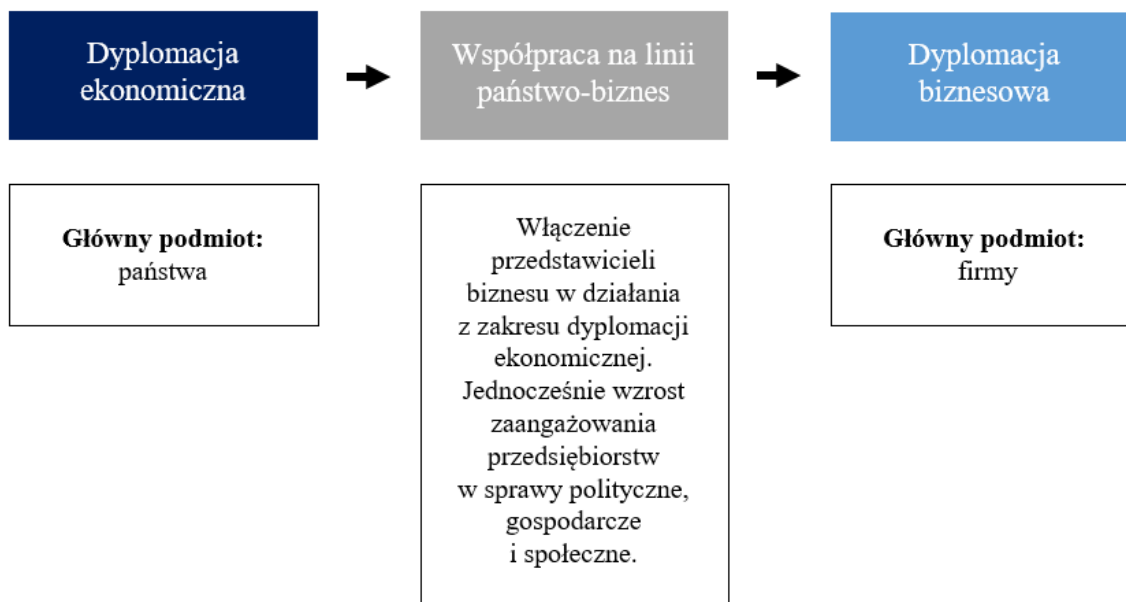 Dyplomacja
ekonomiczna
Współpraca na linii
państwo-biznes
Dyplomacja
biznesowa
Główny podmiot:
państwa
Włączenie
przedstawicieli
biznesu w działania
z zakresu dyplomacji
ekonomicznej.
Jednocześnie wzrost
zaangażowania
przedsiębiorstw
w sprawy polityczne,
gospodarcze
i społeczne.
Główny podmiot:
firmy